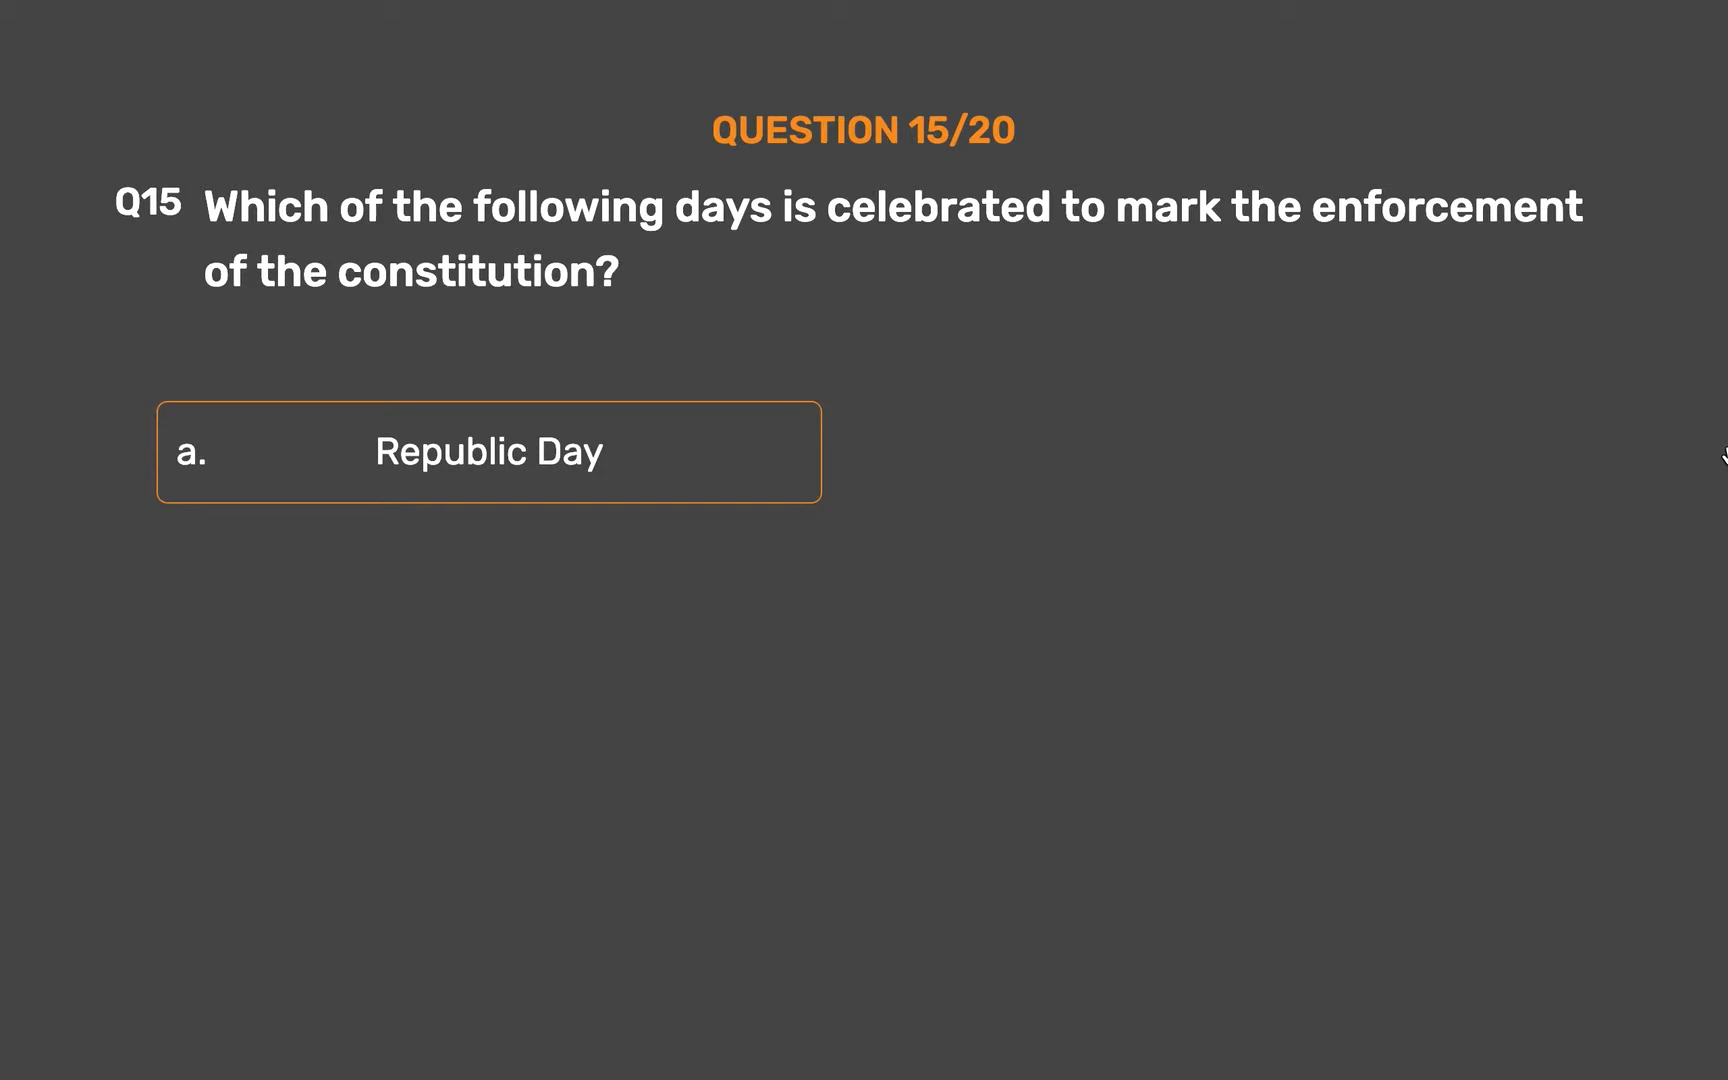 QUESTION 15/20
Q15 Which of the following days is celebrated to mark the enforcement
of the constitution?
a. Republic Day